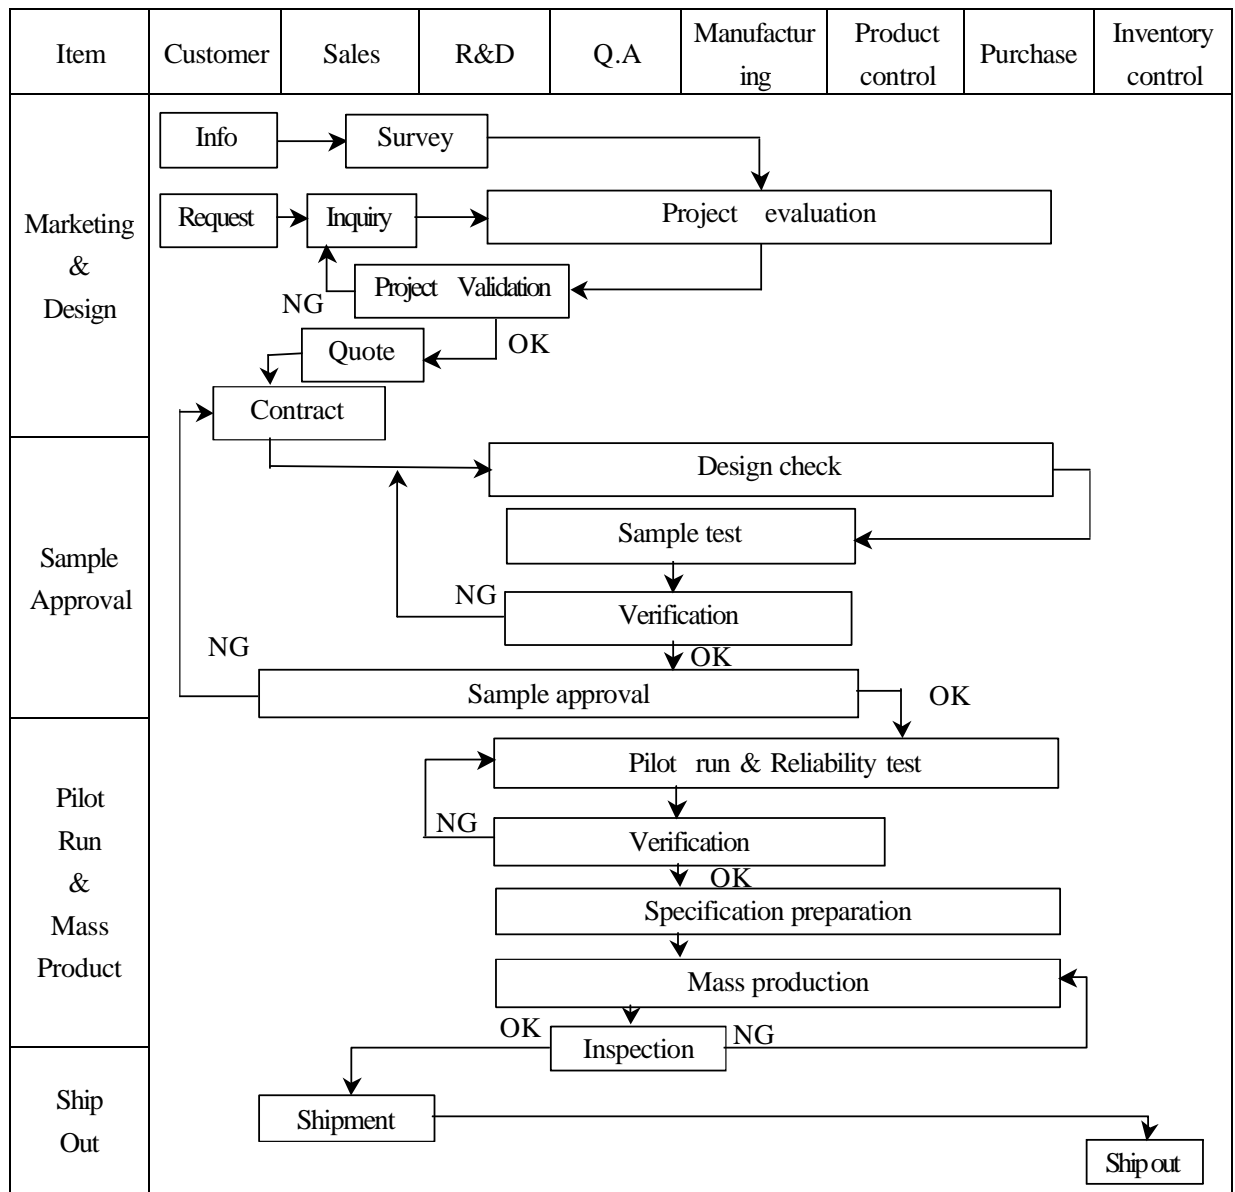 Item
Customer
Sales
R&D
Q.A
Manufactur
ing
Product
control
Purchase
Inventory
control
Marketing
&
Design
Info
Survey
Request
Inquiry
Project evaluation
Project Validation
NG
OK
Quote
Contract
Sample
Approval
Design check
Sample test
NG
Verification
OK
NG
Sample approval
OK
Pilot
Run
&
Mass
Product
Pilot run & Reliability test
NG
Verification
OK
Specification preparation
Mass production
OK
Inspection
NG
Ship
Out
Shipment
Ship out